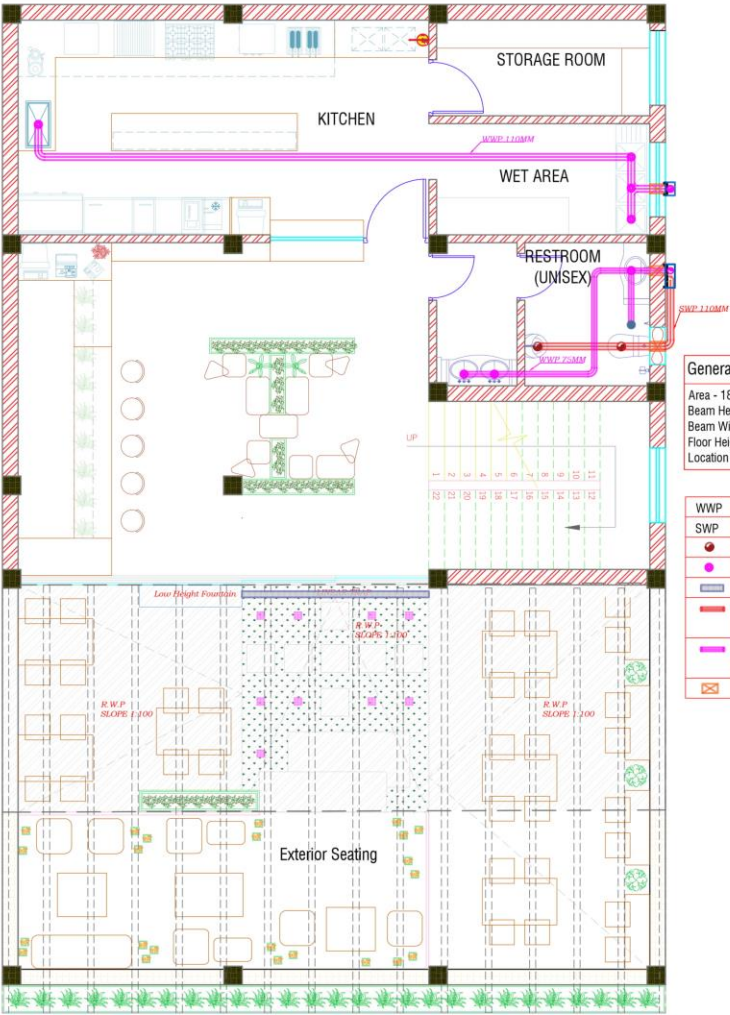 STORAGE ROOM
KITCHEN
WWP 110MM
WET AREA
RESTROOM
(UNISEX)
SWP 110MM
WWP 75MM
Genera
Area - 18
Beam He
Beam Wi
Floor Hei
Location
UP
1 2 3 4 5 6 7 8 9 10 11
22 21 20 19 18 17 16 15 14 13 12
WWP
SWP
Low Height Fountain
R.W.P
SLOPE 1:100
R.W.P
SLOPE 1:100
R.W.P
SLOPE 1:100
Exterior Seating